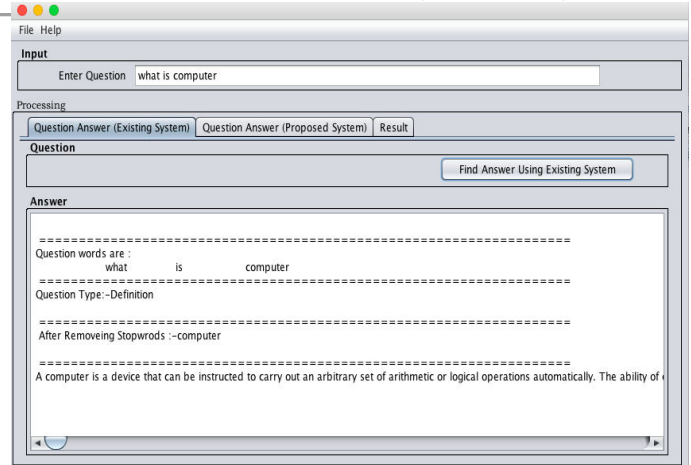 File Help
Input
Enter Question what is computer
Processing
Question Answer (Existing System) Question Answer (Proposed System) Result
Question
Find Answer Using Existing System
Answer
==================================================================
Question words are :
what is computer
==================================================================
Question Type:-Definition
==================================================================
After Removeing Stopwrods :-computer
==================================================================
A computer is a device that can be instructed to carry out an arbitrary set of arithmetic or logical operations automatically. The ability of